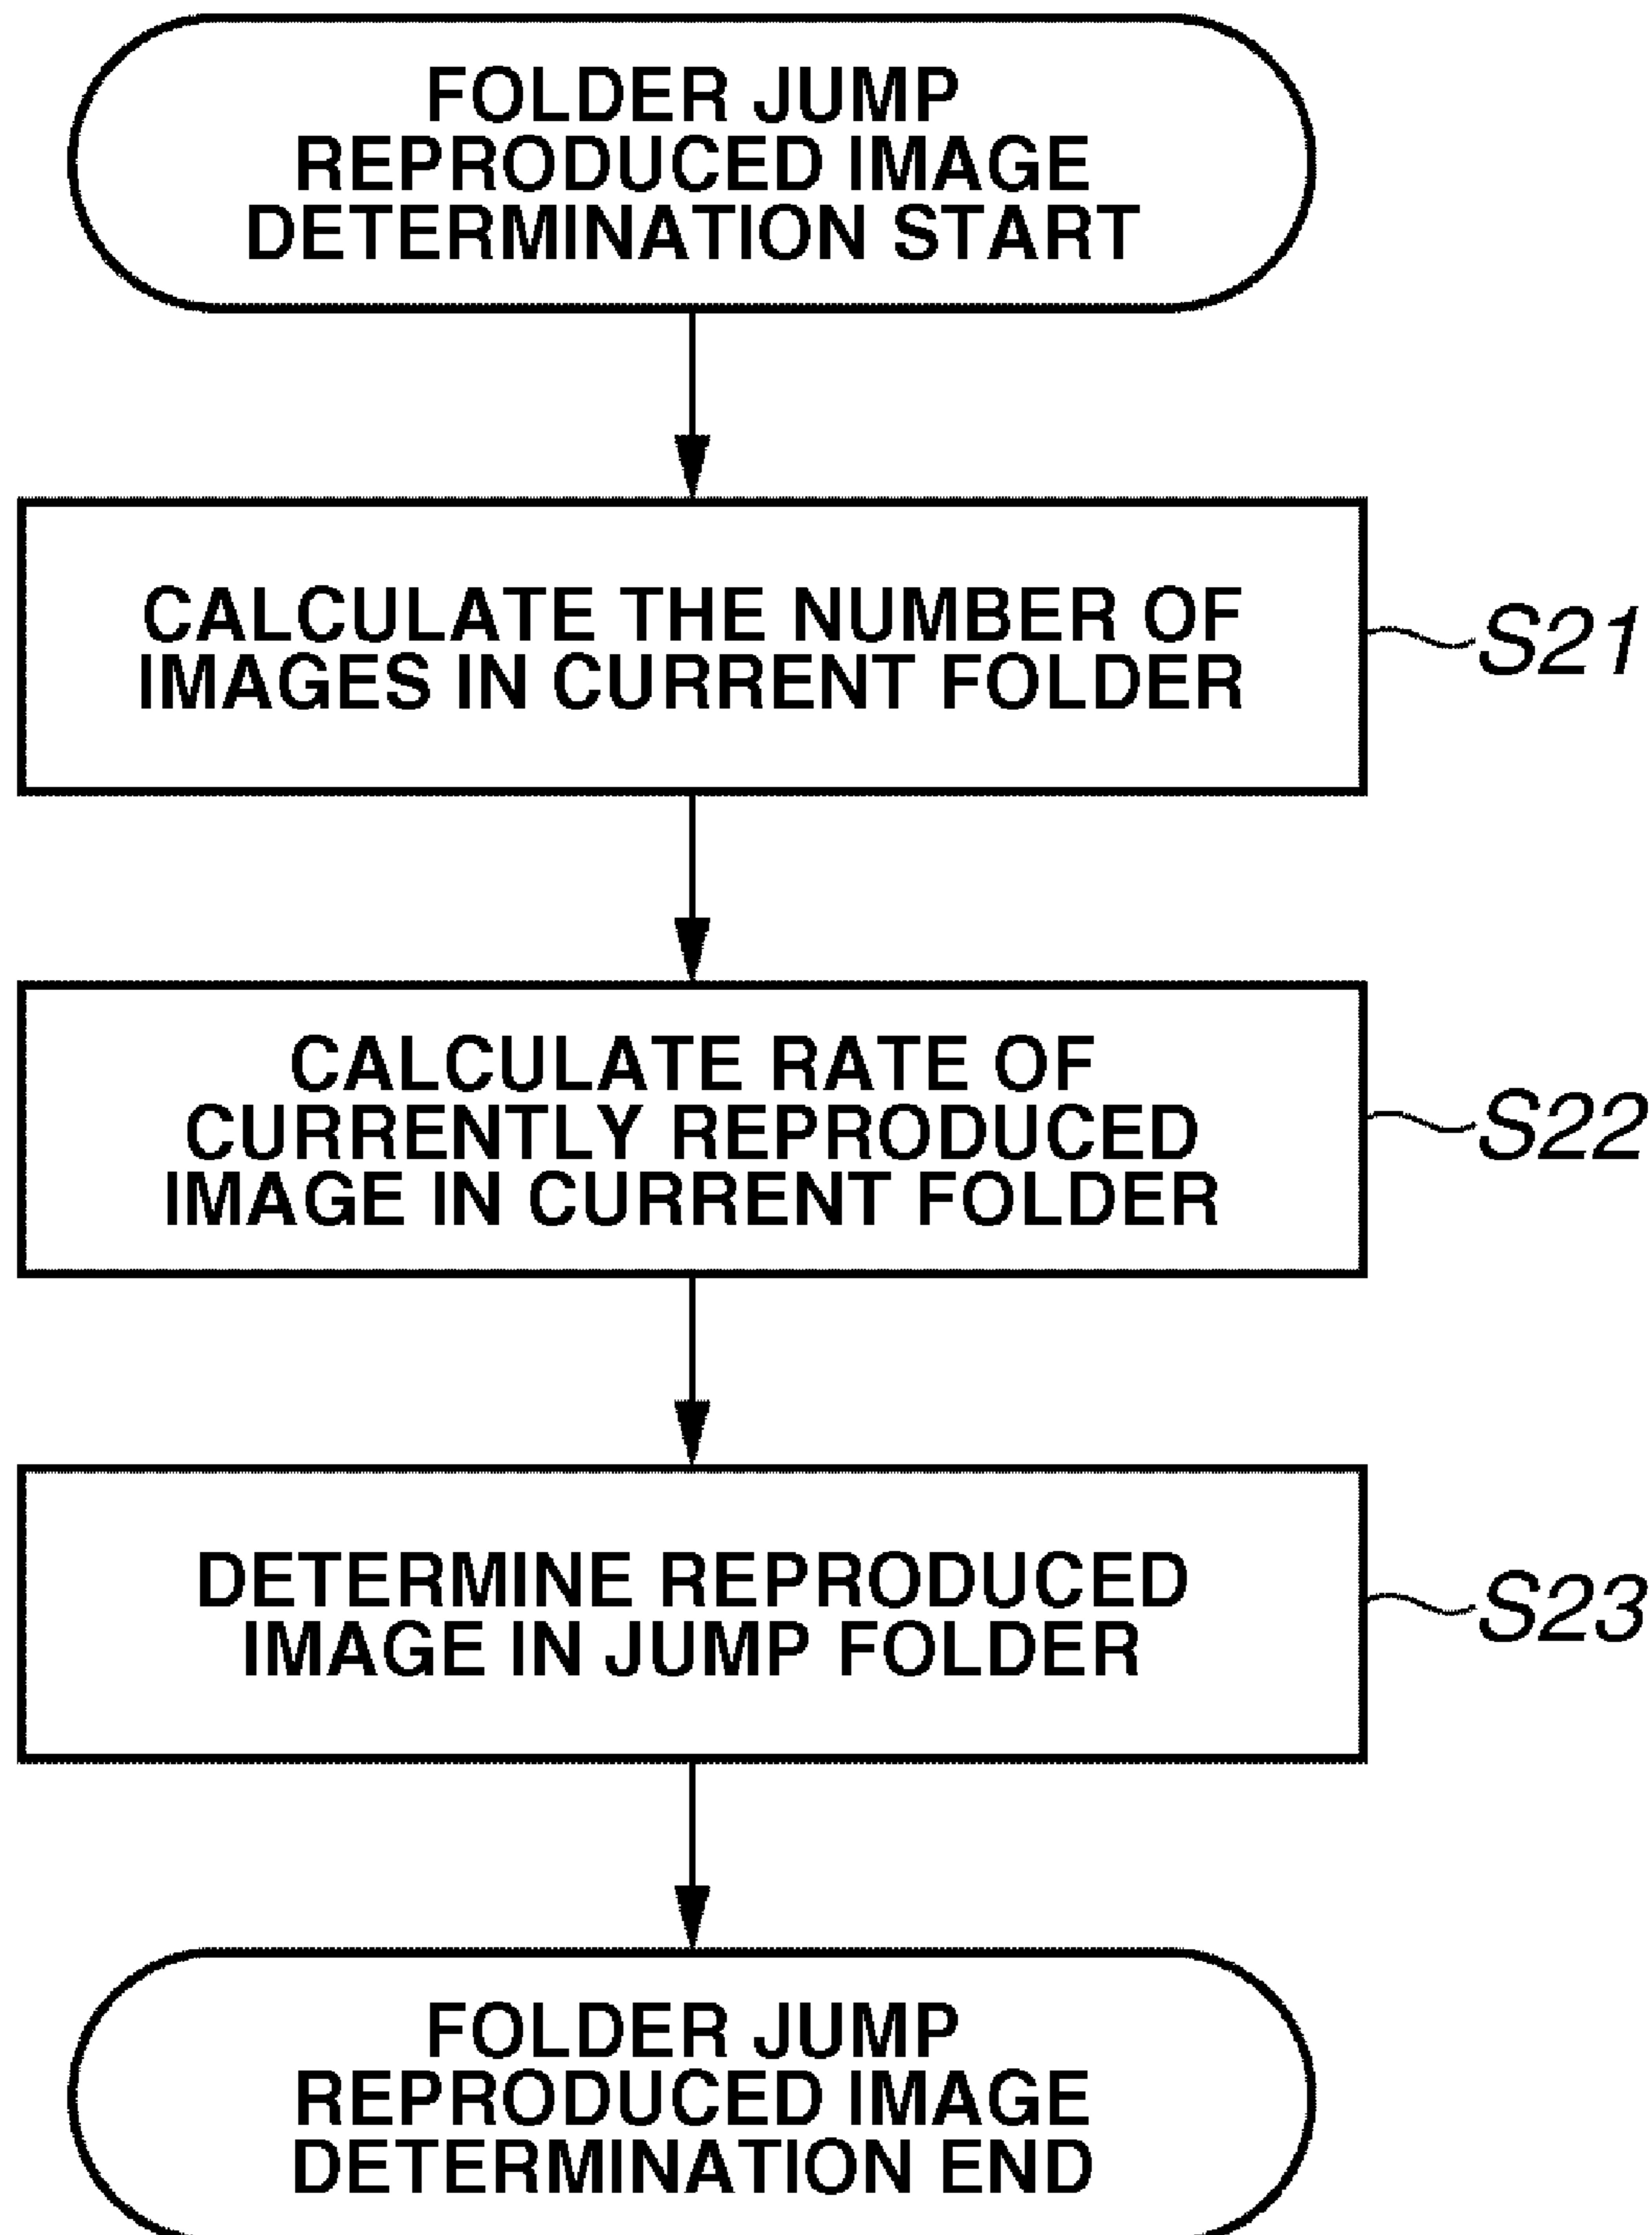 FOLDER JUMP
REPRODUCED IMAGE
DETERMINATION START
CALCULATE THE NUMBER OF
IMAGES IN CURRENT FOLDER
S21
CALCULATE RATE OF
CURRENTLY REPRODUCED
IMAGE IN CURRENT FOLDER
S22
DETERMINE REPRODUCED
IMAGE IN JUMP FOLDER
S23
FOLDER JUMP
REPRODUCED IMAGE
DETERMINATION END